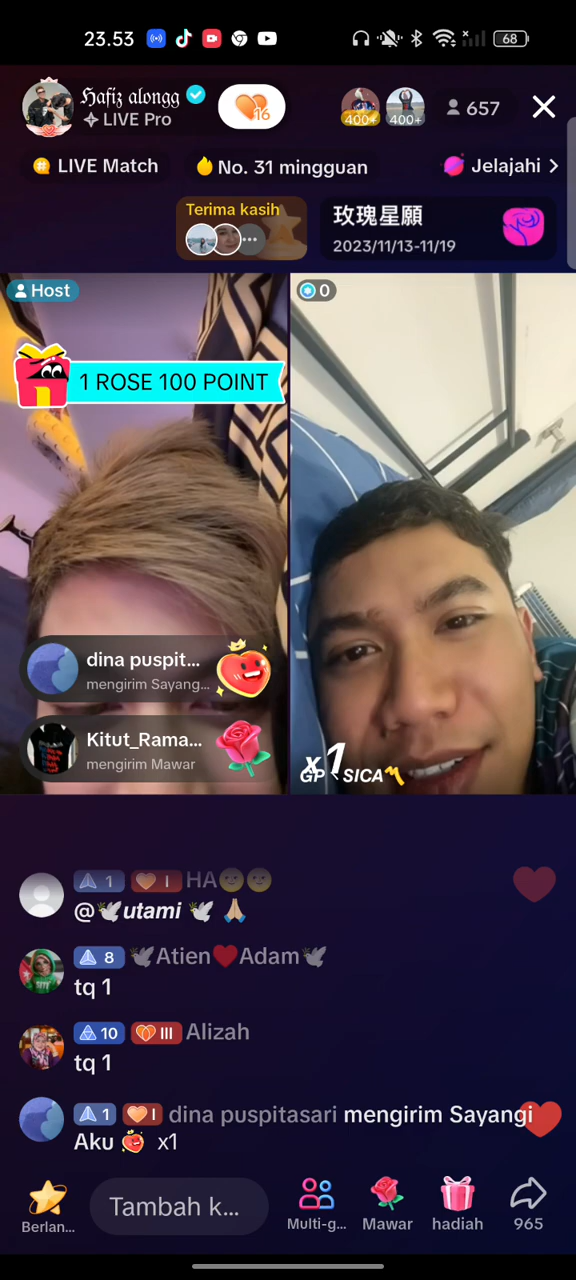 23.53
68
ℌ𝔞𝔣𝔦𝔷 𝔞𝔩𝔬𝔫𝔤𝔤
LIVE Pro
16
400+
400+
657
LIVE Match
No. 31 mingguan
Jelajahi
Terima kasih
玫瑰星願
2023/11/13-11/19
Host
0
1 ROSE 100 POINT
dina puspit...
mengirim Sayang...
Kitut_Rama...
mengirim Mawar
x1
SICA
1 I HA🌝🌝
@🕊️utami 🕊️ 🙏🏼
8 🕊️Atien❤️Adam🕊️
tq 1
10 III Alizah
tq 1
1 I dina puspitasari mengirim Sayangi
Aku x1
Berlan...
Tambah k...
Multi-g...
Mawar
hadiah
965